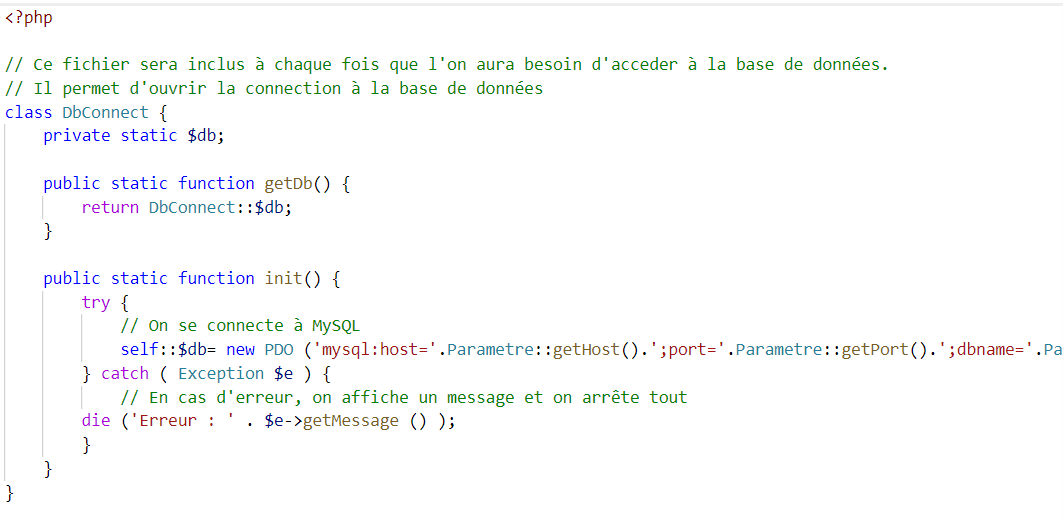 <?php
// Ce fichier sera inclus à chaque fois que l'on aura besoin d'acceder à la base de données.
// Il permet d'ouvrir la connection à la base de données
class DbConnect {
    private static $db;
    public static function getDb() {
        return DbConnect::$db;
    }
    public static function init() {
        try {
            // On se connecte à MySQL
            self::$db= new PDO ('mysql:host='.Parametre::getHost().';port='.Parametre::getPort().';dbname='.Pa
        } catch ( Exception $e ) {
            // En cas d'erreur, on affiche un message et on arrête tout
        die ('Erreur : ' . $e->getMessage () );
        }
    }
}